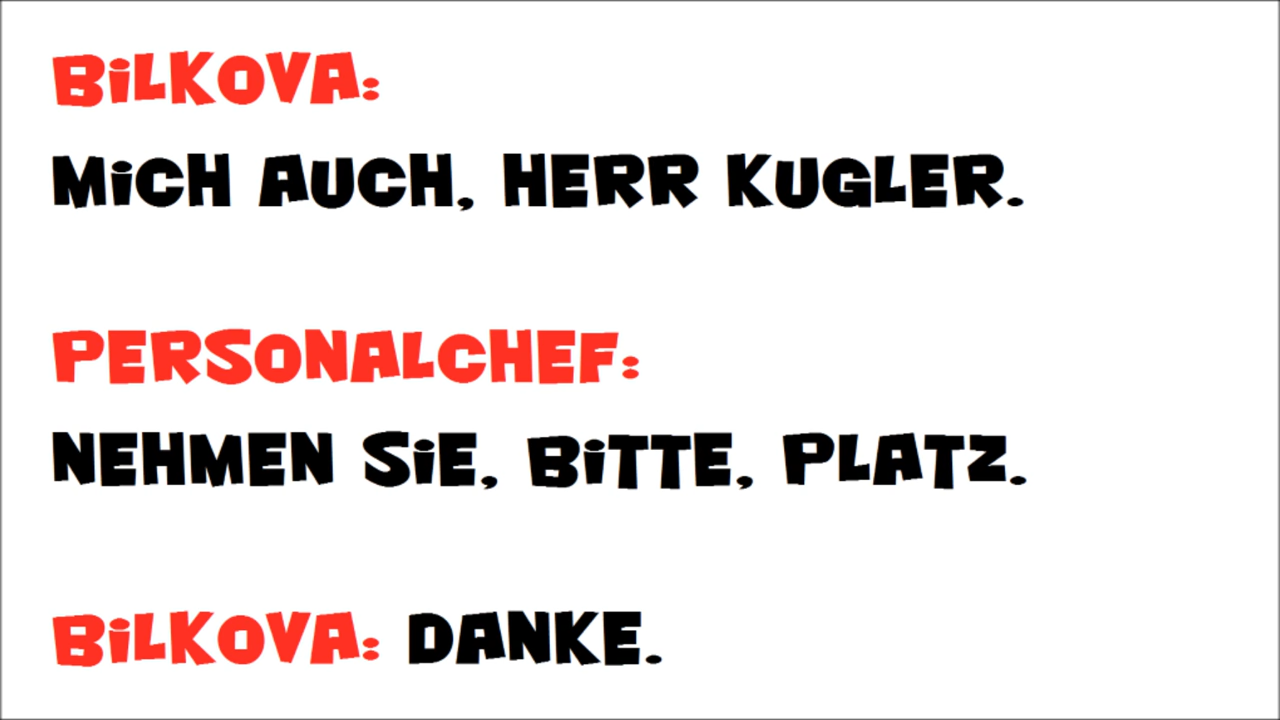 BiLKOVA:
MiCH AUCH, HERR KUGLER.
PERSONALCHEF:
NEHMEN SiE, BiTTE, PLATZ.
BiLKOVA: DANKE.